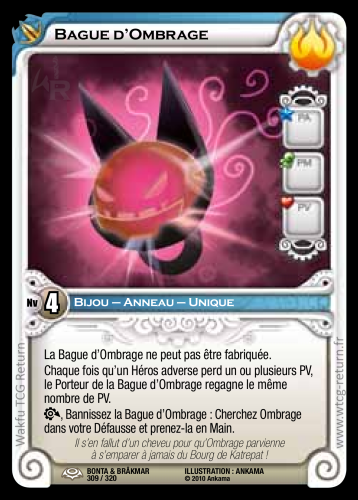 BAGUE D'OMBRAGE
PA
PM
PV
NV 4 BIJOU – ANNEAU – UNIQUE
La Bague d'Ombrage ne peut pas être fabriquée.
Chaque fois qu'un Héros adverse perd un ou plusieurs PV,
le Porteur de la Bague d'Ombrage regagne le même
nombre de PV.
, Bannissez la Bague d'Ombrage : Cherchez Ombrage
dans votre Défausse et prenez-la en Main.
Il s'en fallut d'un cheveu pour qu'Ombrage parvienne
à s'emparer à jamais du Bourg de Katrepat !
BONTA & BRÂKMAR
309 / 320
ILLUSTRATION : ANKAMA
© 2010 Ankama
Wakfu TCG Return
www.wtcg-return.fr